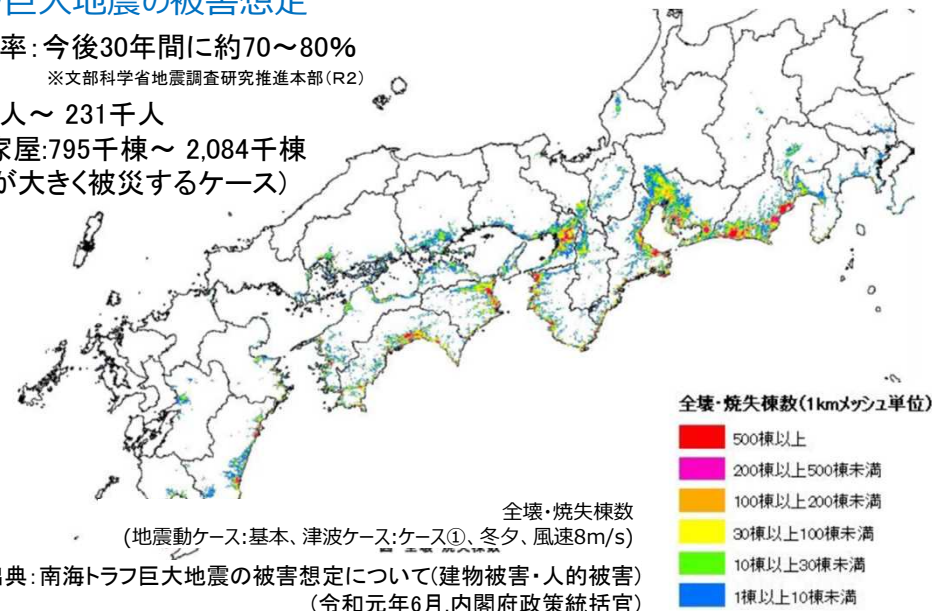 巨大地震の被害想定
率：今後30年間に約70～80%
※文部科学省地震調査研究推進本部（R2）
人～ 231千人
家屋:795千棟～ 2,084千棟
が大きく被災するケース）
全壊・焼失棟数(1kmメッシュ単位)
500棟以上
200棟以上500棟未満
100棟以上200棟未満
30棟以上100棟未満
10棟以上30棟未満
1棟以上10棟未満
全壊・焼失棟数
(地震動ケース:基本、津波ケース:ケース①、冬夕、風速8m/s)
出典：南海トラフ巨大地震の被害想定について(建物被害・人的被害)
(令和元年6月,内閣府政策統括官)